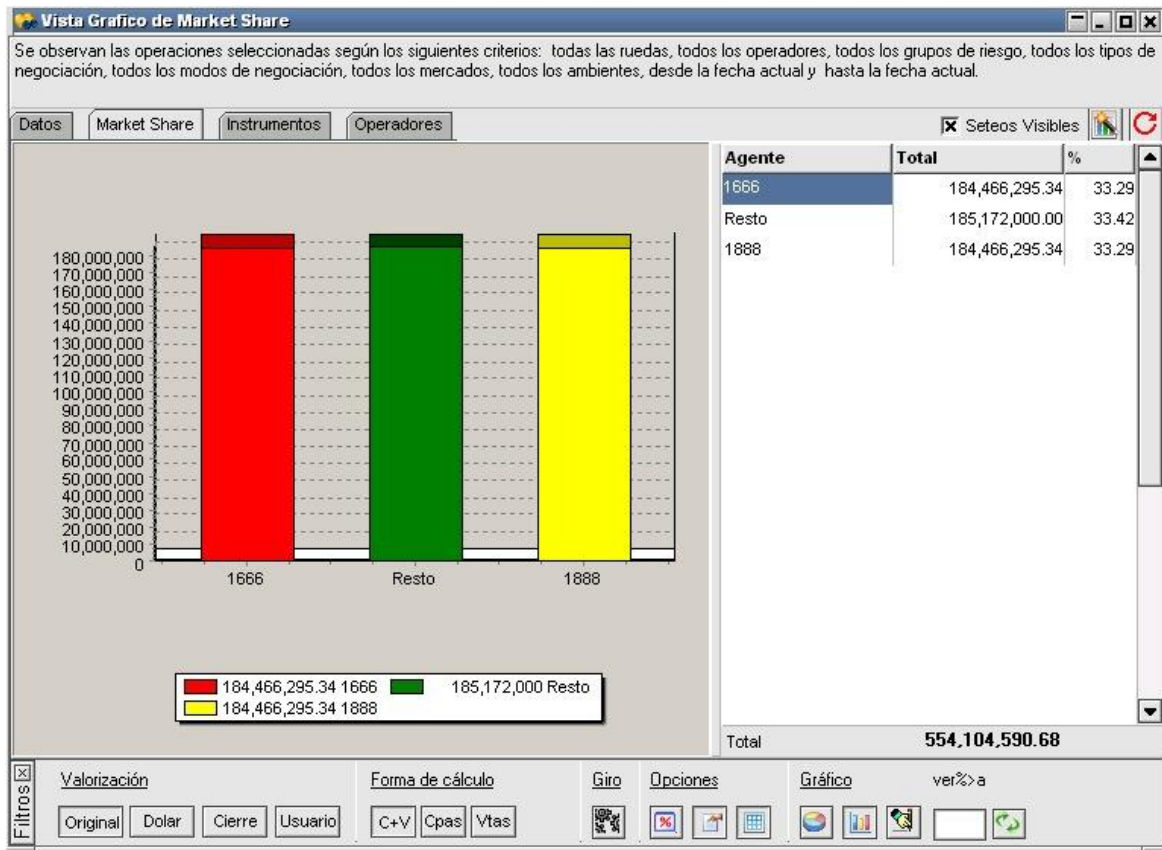 Vista Grafico de Market Share
Se observan las operaciones seleccionadas según los siguientes criterios: todas las ruedas, todos los operadores, todos los grupos de riesgo, todos los tipos de
negociación, todos los modos de negociación, todos los mercados, todos los ambientes, desde la fecha actual y hasta la fecha actual.
Datos Market Share Instrumentos Operadores Seteos Visibles
Agente Total %
1666 184,466,295.34 33.29
Resto 185,172,000.00 33.42
1888 184,466,295.34 33.29
180,000,000
170,000,000
160,000,000
150,000,000
140,000,000
130,000,000
120,000,000
110,000,000
100,000,000
90,000,000
80,000,000
70,000,000
60,000,000
50,000,000
40,000,000
30,000,000
20,000,000
10,000,000
0
1666 Resto 1888
184,466,295.34 1666 185,172,000 Resto
184,466,295.34 1888
Total 554,104,590.68
Filtros
Valorización Forma de cálculo Giro Opciones Gráfico ver%>a
Original Dolar Cierre Usuario C+V Cpas Vtas